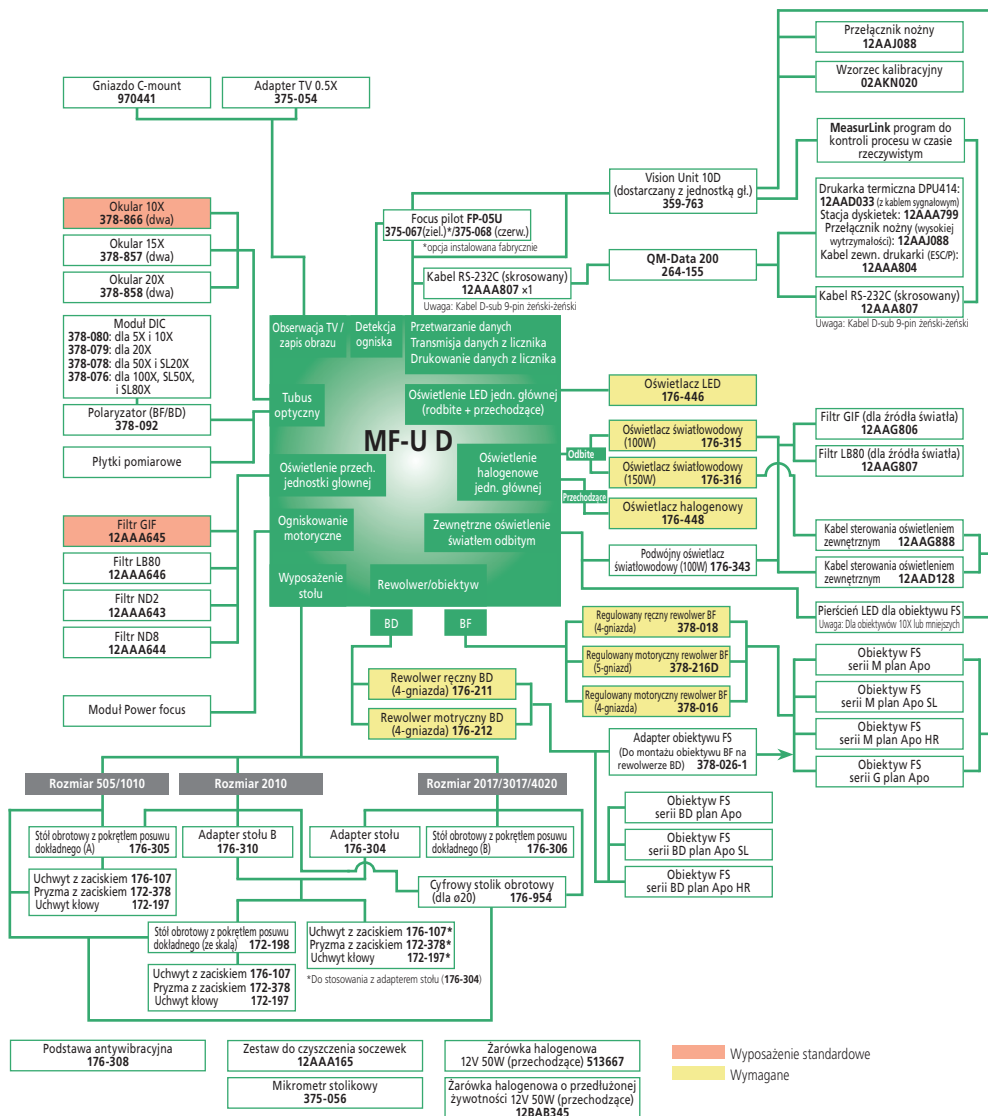 Przełącznik nożny
12AAJ088
Wzorzec kalibracyjny
02AKN020
Gniazdo C-mount
970441
Adapter TV 0.5X
375-054
MeasurLink program do
kontroli procesu w czasie
rzeczywistym
Vision Unit 10D
(dostarczany z jednostką gł.)
359-763
Drukarka termiczna DPU414:
12AAD033 (z kablem sygnałowym)
Stacja dyskietek: 12AAA799
Przełącznik nożny (wysokiej
wytrzymałości): 12AAJ088
Kabel zewn. drukarki (ESC/P):
12AAA804
Okular 10X
378-866 (dwa)
Okular 15X
378-857 (dwa)
Okular 20X
378-858 (dwa)
Focus pilot FP-05U
375-067(ziel.)*/375-068 (czerw.)
*opcja instalowana fabrycznie
Kabel RS-232C (skrosowany)
12AAA807 ×1
Uwaga: Kabel D-sub 9-pin żeński-żeński
QM-Data 200
264-155
Kabel RS-232C (skrosowany)
12AAA807
Uwaga: Kabel D-sub 9-pin żeński-żeński
Moduł DIC
378-080: dla 5X i 10X
378-079: dla 20X
378-078: dla 50X i SL20X
378-076: dla 100X, SL50X,
i SL80X
Polaryzator (BF/BD)
378-092
Płytki pomiarowe
Obserwacja TV /
zapis obrazu
Detekcja
ogniska
Przetwarzanie danych
Transmisja danych z licznika
Drukowanie danych z licznika
Tubus
optyczny
Oświetlenie LED jedn. głównej
(rodbite + przechodzące)
MF-U D
Oświetlenie przech.
jednostki głownej
Oświetlenie
halogenowe
jedn. głównej
Ogniskowanie
motoryczne
Zewnętrzne oświetlenie
światłem odbitym
Wyposażenie
stołu
Rewolwer/obiektyw
BD
BF
Oświetlacz LED
176-446
Odbite
Oświetlacz światłowodowy
(100W) 176-315
Oświetlacz światłowodowy
(150W) 176-316
Przechodzące
Oświetlacz halogenowy
176-448
Podwójny oświetlacz
światłowodowy (100W) 176-343
Filtr GIF (dla źródła światła)
12AAG806
Filtr LB80 (dla źródła światła)
12AAG807
Kabel sterowania oświetleniem
zewnętrznym 12AAG888
Kabel sterowania oświetleniem
zewnętrznym 12AAD128
Pierścień LED dla obiektywu FS
Uwaga: Dla obiektywów 10X lub mniejszych
Filtr GIF
12AAA645
Filtr LB80
12AAA646
Filtr ND2
12AAA643
Filtr ND8
12AAA644
Moduł Power focus
Regulowany ręczny rewolwer BF
(4-gniazda) 378-018
Regulowany motoryczny rewolwer BF
(5-gniazd) 378-216D
Regulowany motoryczny rewolwer BF
(4-gniazda) 378-016
Rewolwer ręczny BD
(4-gniazda) 176-211
Rewolwer motryczny BD
(4-gniazda) 176-212
Adapter obiektywu FS
(Do montażu obiektywu BF na
rewolwerze BD) 378-026-1
Obiektyw FS
serii M plan Apo
Obiektyw FS
serii M plan Apo SL
Obiektyw FS
serii M plan Apo HR
Obiektyw FS
serii G plan Apo
Obiektyw FS
serii BD plan Apo
Obiektyw FS
serii BD plan Apo SL
Obiektyw FS
serii BD plan Apo HR
Rozmiar 505/1010
Rozmiar 2010
Rozmiar 2017/3017/4020
Stół obrotowy z pokrętłem posuwu
dokładnego (A) 176-305
Adapter stołu B
176-310
Adapter stołu
176-304
Stół obrotowy z pokrętłem posuwu
dokładnego (B) 176-306
Uchwyt z zaciskiem 176-107
Pryzma z zaciskiem 172-378
Uchwyt kłowy 172-197
Cyfrowy stolik obrotowy
(dla ø20) 176-954
Stół obrotowy z pokrętłem posuwu
dokładnego (ze skalą) 172-198
Uchwyt z zaciskiem 176-107*
Pryzma z zaciskiem 172-378*
Uchwyt kłowy 172-197*
*Do stosowania z adapterem stołu (176-304)
Uchwyt z zaciskiem 176-107
Pryzma z zaciskiem 172-378
Uchwyt kłowy 172-197
Podstawa antywibracyjna
176-308
Zestaw do czyszczenia soczewek
12AAA165
Mikrometr stolikowy
375-056
Żarówka halogenowa
12V 50W (przechodzące) 513667
Żarówka halogenowa o przedłużonej
żywotności 12V 50W (przechodzące)
12BAB345
Wyposażenie standardowe
Wymagane